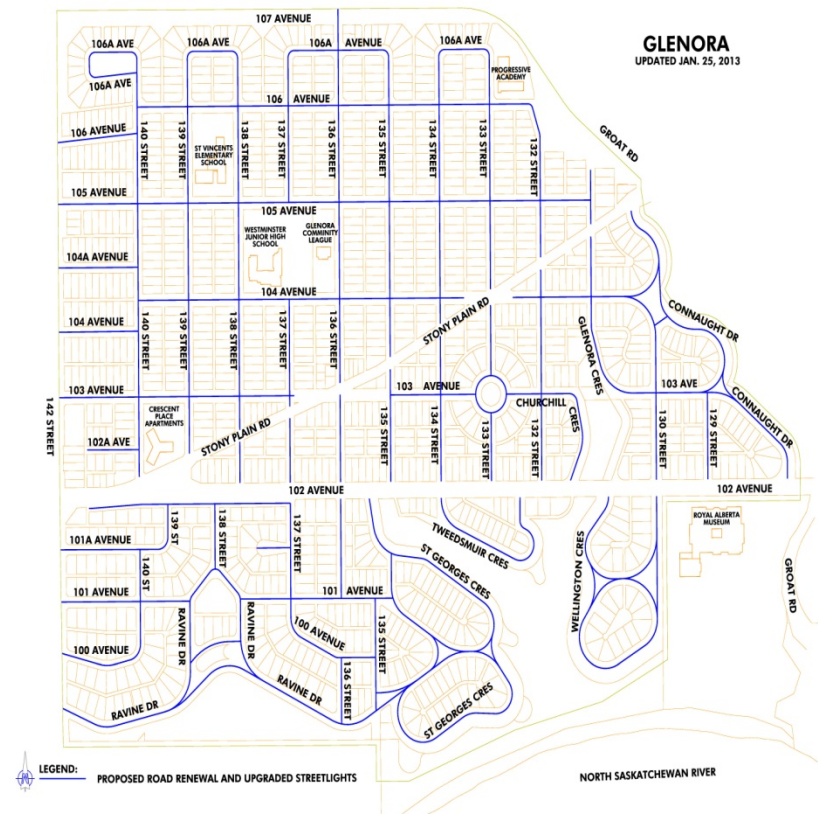 107 AVENUE
GLENORA
UPDATED JAN. 25, 2013
106A AVE
106A AVE
106A
AVENUE
106A AVE
PROGRESSIVE
ACADEMY
106A AVE
106 AVENUE
106 AVENUE
140 STREET
139 STREET
ST VINCENTS
ELEMENTARY
SCHOOL
138 STREET
137 STREET
136 STREET
135 STREET
134 STREET
133 STREET
132 STREET
GROAT RD
105 AVENUE
105 AVENUE
WESTMINSTER
JUNIOR HIGH
SCHOOL
GLENORA
COMMINITY
LEAGUE
104A AVENUE
104 AVENUE
104 AVENUE
140 STREET
139 STREET
138 STREET
137 STREET
136 STREET
STONY PLAIN RD
GLENORA CRES
CONNAUGHT DR
103 AVENUE
103 AVENUE
103 AVE
CONNAUGHT DR
142 STREET
CRESCENT
PLACE
APARTMENTS
CHURCHILL
CRES
102A AVE
STONY PLAIN RD
135 STREET
134 STREET
133 STREET
132 STREET
130 STREET
129 STREET
102 AVENUE
102 AVENUE
139 ST
138 STREET
137 STREET
ROYAL ALBERTA
MUSEUM
TWEEDSMUIR CRES
101A AVENUE
140 ST
ST GEORGES CRES
WELLINGTON CRES
GROAT RD
101 AVENUE
101 AVENUE
RAVINE DR
RAVINE DR
100 AVENUE
135 STREET
100 AVENUE
136 STREET
RAVINE DR
RAVINE DR
ST GEORGES CRES
LEGEND:
PROPOSED ROAD RENEWAL AND UPGRADED STREETLIGHTS
NORTH SASKATCHEWAN RIVER